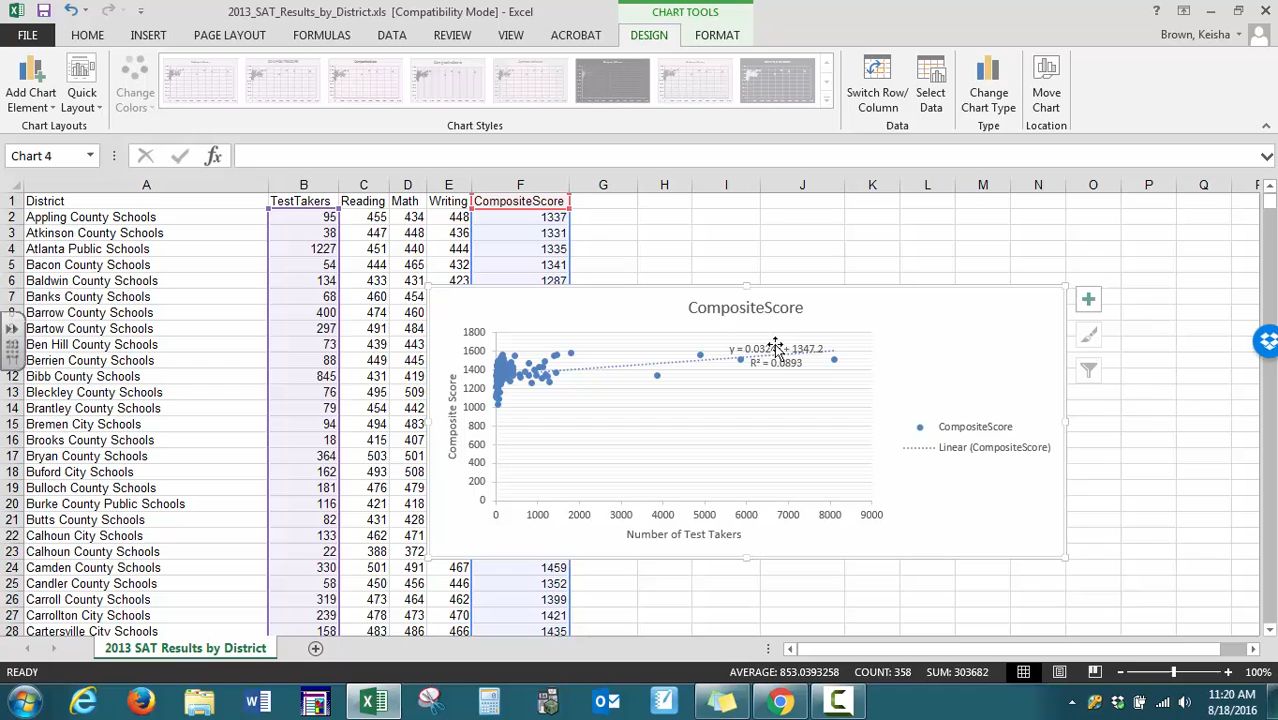 2013_SAT_Results_by_District.xls [Compatibility Mode] - Excel
CHART TOOLS
FILE HOME INSERT PAGE LAYOUT FORMULAS DATA REVIEW VIEW ACROBAT DESIGN FORMAT Brown, Keisha
Add Chart Element Quick Layout Change Colors Switch Row/Column Select Data Change Chart Type Move Chart
Chart Layouts Chart Styles Data Type Location
Chart 4 fx
A B C D E F G H I J K L M N O P Q R
1 District TestTakers Reading Math Writing CompositeScore
2 Appling County Schools 95 455 434 448 1337
3 Atkinson County Schools 38 447 448 436 1331
4 Atlanta Public Schools 1227 451 440 444 1335
5 Bacon County Schools 54 444 465 432 1341
6 Baldwin County Schools 134 433 431 423 1287
7 Banks County Schools 68 460 454
8 Barrow County Schools 400 474 460
9 Bartow County Schools 297 491 484
10 Ben Hill County Schools 73 439 443
11 Berrien County Schools 88 469 466
12 Bibb County Schools 845 431 419
13 Bleckley County Schools 76 495 509
14 Brantley County Schools 79 454 442
15 Bremen City Schools 94 494 483
16 Brooks County Schools 18 415 407
17 Bryan County Schools 364 503 501
18 Buford City Schools 162 493 508
19 Bulloch County Schools 181 476 479
20 Burke County Public Schools 116 421 418
21 Butts County Schools 82 431 428
22 Calhoun City Schools 133 462 471
23 Calhoun County Schools 22 388 372
24 Camden County Schools 330 501 491 467 1459
25 Candler County Schools 58 450 456 446 1352
26 Carroll County Schools 319 473 464 462 1399
27 Carrollton City Schools 239 478 473 470 1421
28 Cartersville City Schools 158 483 486 466 1435
CompositeScore
1800
1600
1400
1200
1000
800
600
400
200
0
Composite Score
+ 1347.2
R² = 0.0893
CompositeScore
Linear (CompositeScore)
0 1000 2000 3000 4000 5000 6000 7000 8000 9000
Number of Test Takers
2013 SAT Results by District
READY AVERAGE: 853.0393258 COUNT: 358 SUM: 303682 100%
11:20 AM
8/18/2016